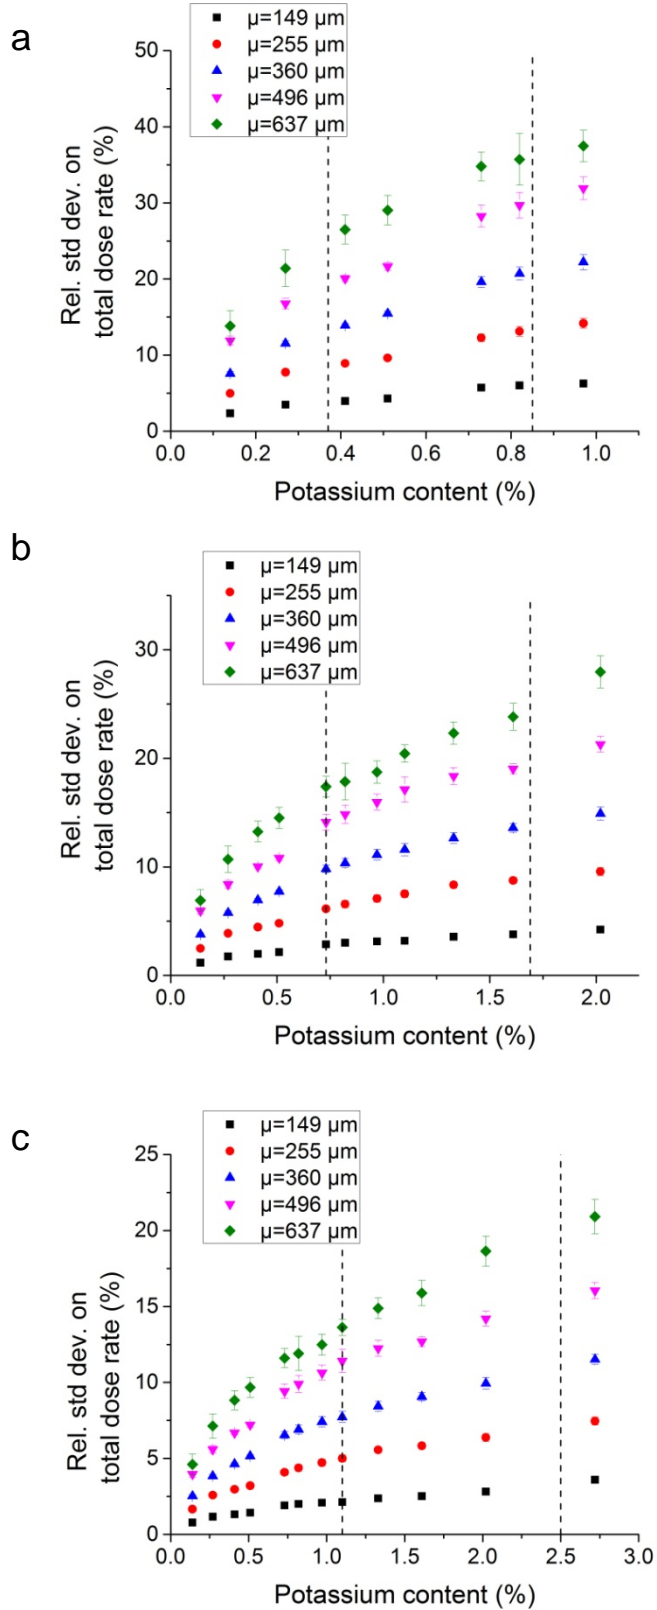 a
μ=149 μm
μ=255 μm
μ=360 μm
μ=496 μm
μ=637 μm
50
40
30
20
10
0
Rel. std dev. on
total dose rate (%)
0.0 0.2 0.4 0.6 0.8 1.0
Potassium content (%)
b
μ=149 μm
μ=255 μm
μ=360 μm
μ=496 μm
μ=637 μm
30
20
10
0
Rel. std dev. on
total dose rate (%)
0.0 0.5 1.0 1.5 2.0
Potassium content (%)
c
μ=149 μm
μ=255 μm
μ=360 μm
μ=496 μm
μ=637 μm
25
20
15
10
5
0
Rel. std dev. on
total dose rate (%)
0.0 0.5 1.0 1.5 2.0 2.5 3.0
Potassium content (%)